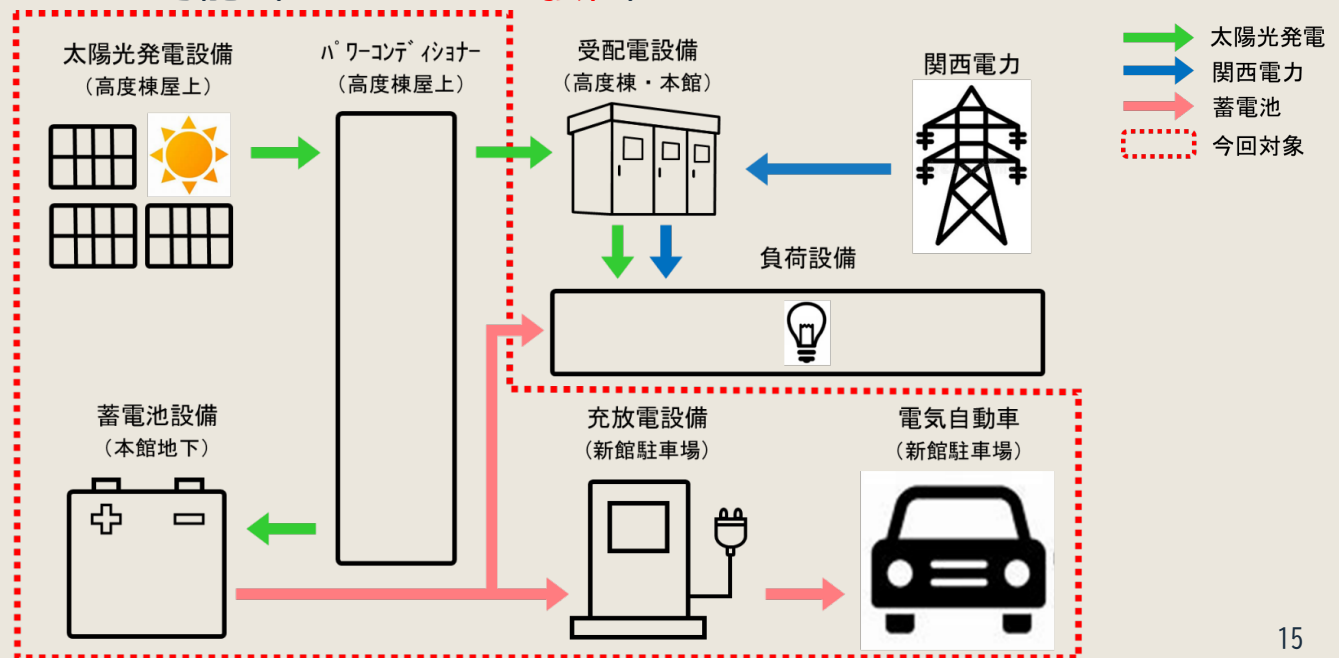 太陽光発電設備
（高度棟屋上）
ﾊﾟﾜｰｺﾝﾃﾞｨｼｮﾅｰ
（高度棟屋上）
受配電設備
（高度棟・本館）
関西電力
太陽光発電
関西電力
蓄電池
今回対象
負荷設備
蓄電池設備
（本館地下）
充放電設備
（新館駐車場）
電気自動車
（新館駐車場）
15